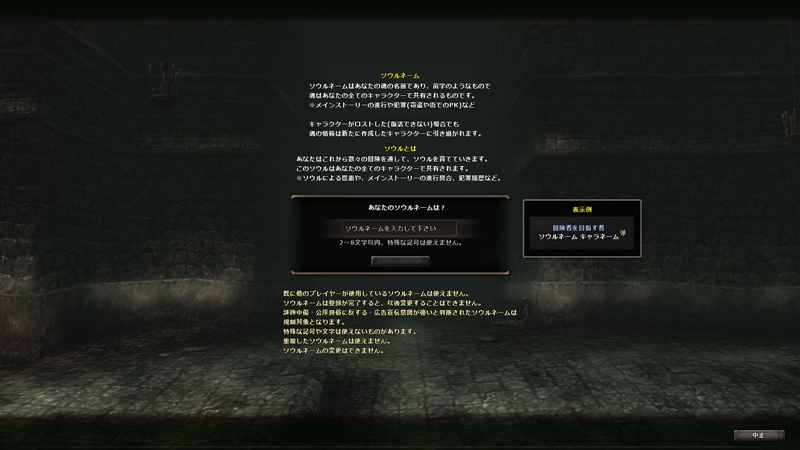 ソウルネーム
ソウルネームはあなたの魂の名前であり、苗字のようなもので
魂はあなたの全てのキャラクターで共有されるものです。
※メインストーリーの進行や犯罪(窃盗や街でのPK)など
キャラクターがロストした(復活できない)場合でも
魂の情報は新たに作成したキャラクターに引き継がれます。
ソウルとは
あなたはこれから数々の冒険を通して、ソウルを育てていきます。
このソウルはあなたの全てのキャラクターで共有されます。
※ソウルによる恩恵や、メインストーリーの進行具合、犯罪履歴など。
あなたのソウルネームは?
ソウルネームを入力して下さい
2～8文字以内、特殊な記号は使えません。
表示例
冒険者を目指す者
ソウルネーム キャラネーム
既に他のプレイヤーが使用しているソウルネームは使えません。
ソウルネームは登録が完了すると、以後変更することはできません。
誹謗中傷・公序良俗に反する・広告宣伝意図が強いと判断されたソウルネームは
規制対象となります。
特殊な記号や文字は使えないものがあります。
重複したソウルネームは使えません。
ソウルネームの変更はできません。
中止